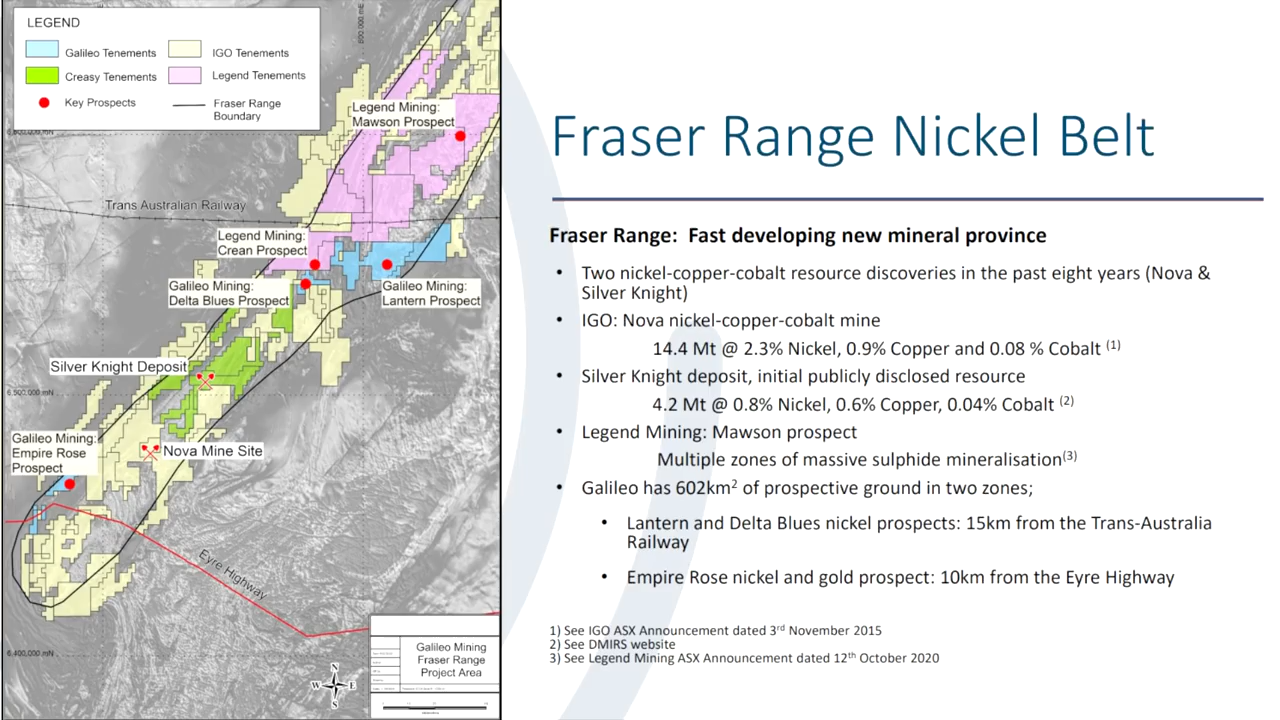 LEGEND
Galileo Tenements
IGO Tenements
Creasy Tenements
Legend Tenements
Key Prospects
Fraser Range
Boundary
Legend Mining:
Mawson Prospect
Trans Australian Railway
Legend Mining:
Crean Prospect
Galileo Mining:
Delta Blues Prospect
Galileo Mining:
Lantern Prospect
Silver Knight Deposit
6,500,000 mN
Galileo Mining:
Empire Rose
Prospect
Nova Mine Site
Eyre Highway
6,400,000 mN
N
W E
S
Galileo Mining
Fraser Range
Project Area
Fraser Range Nickel Belt
Fraser Range: Fast developing new mineral province
• Two nickel-copper-cobalt resource discoveries in the past eight years (Nova &
Silver Knight)
• IGO: Nova nickel-copper-cobalt mine
14.4 Mt @ 2.3% Nickel, 0.9% Copper and 0.08 % Cobalt (1)
• Silver Knight deposit, initial publicly disclosed resource
4.2 Mt @ 0.8% Nickel, 0.6% Copper, 0.04% Cobalt (2)
• Legend Mining: Mawson prospect
Multiple zones of massive sulphide mineralisation(3)
• Galileo has 602km2 of prospective ground in two zones;
• Lantern and Delta Blues nickel prospects: 15km from the Trans-Australia
Railway
• Empire Rose nickel and gold prospect: 10km from the Eyre Highway
1) See IGO ASX Announcement dated 3rd November 2015
2) See DMIRS website
3) See Legend Mining ASX Announcement dated 12th October 2020